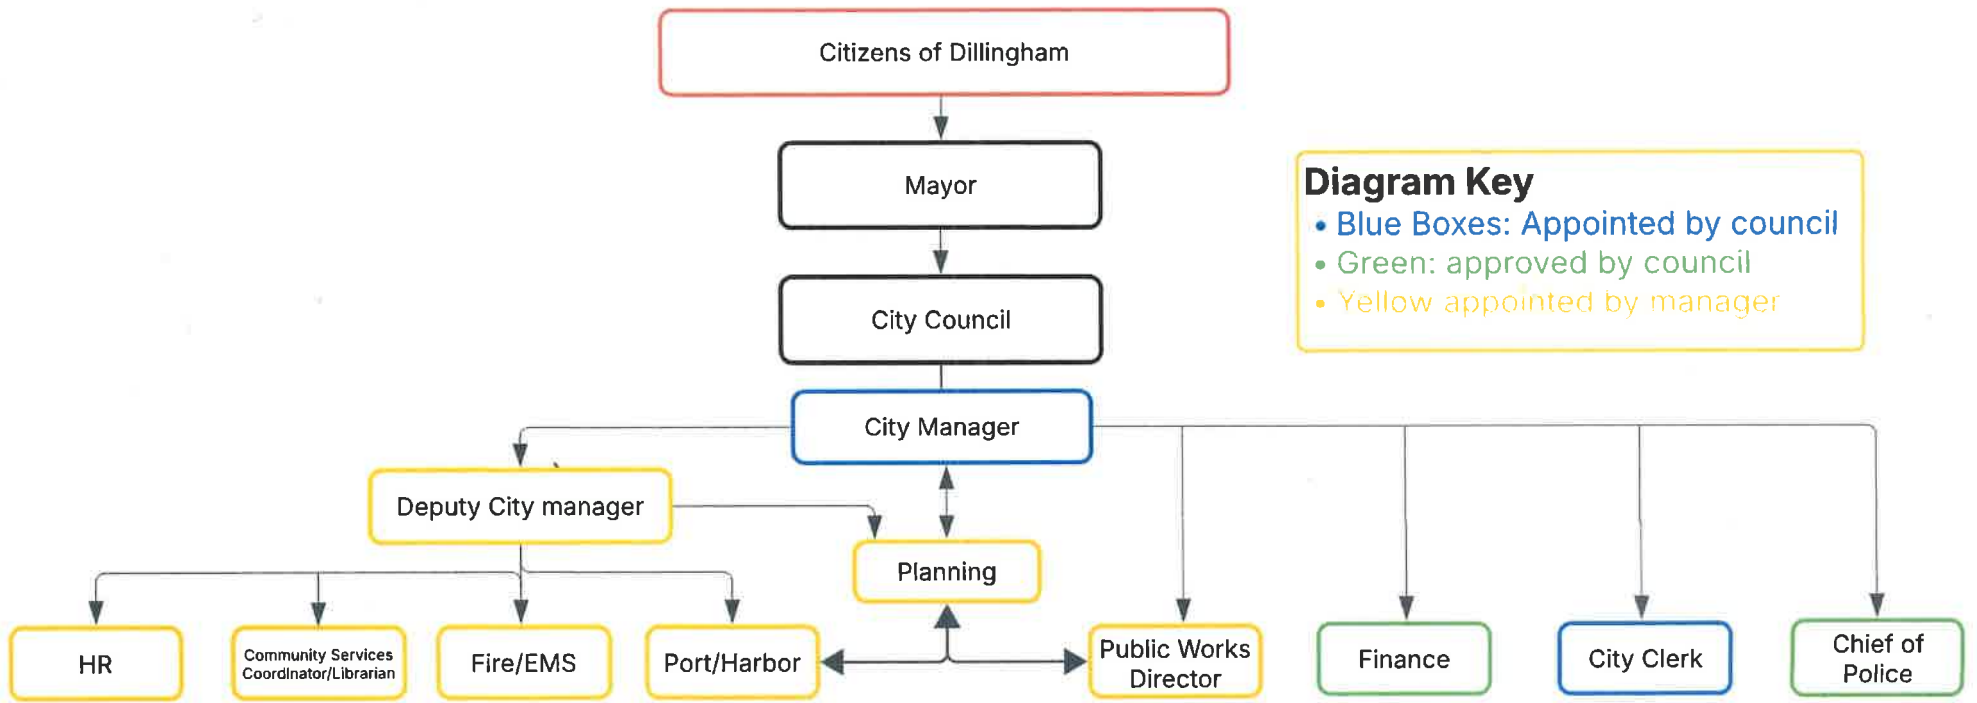 Citizens of Dillingham
Mayor
Diagram Key
• Blue Boxes: Appointed by council
• Green: approved by council
• Yellow appointed by manager
City Council
City Manager
Deputy City manager
Planning
HR
Community Services
Coordinator/Librarian
Fire/EMS
Port/Harbor
Public Works
Director
Finance
City Clerk
Chief of
Police